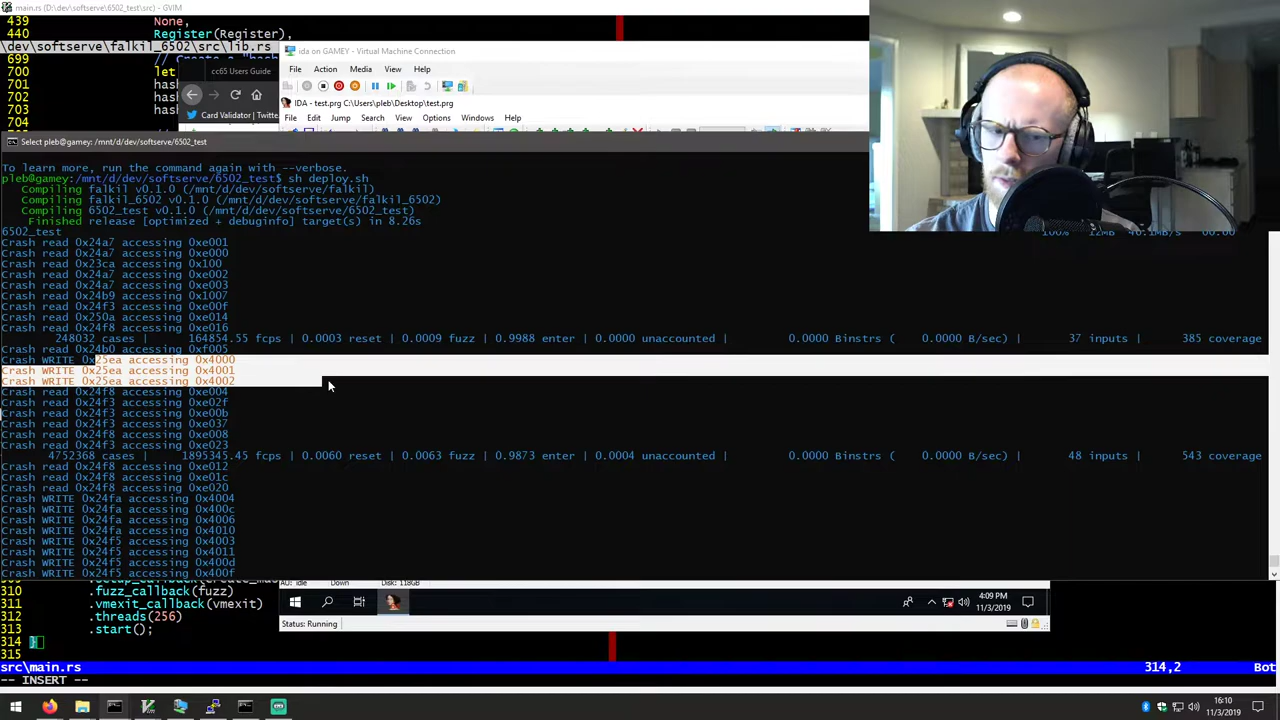 main.rs (D:\dev\softserve\6502_test\src) - GVIM
439 None,
440 Register(Register),
\dev\softserve\falkil_6502\src\lib.rs
699
700 let
701 hash
702 hash
703 hash
704
cc65 Users Guide
Card Validator | Twitte
ida on GAMEY - Virtual Machine Connection
File Action Media View Help
IDA - test.prg C:\Users\pleb\Desktop\test.prg
File Edit Jump Search View Options Windows Help
Select pleb@gamey: /mnt/d/dev/softserve/6502_test
To learn more, run the command again with --verbose.
pleb@gamey:/mnt/d/dev/softserve/6502_test$ sh deploy.sh
Compiling falkil v0.1.0 (/mnt/d/dev/softserve/falkil)
Compiling falkil_6502 v0.1.0 (/mnt/d/dev/softserve/falkil_6502)
Compiling 6502_test v0.1.0 (/mnt/d/dev/softserve/6502_test)
Finished release [optimized + debuginfo] target(s) in 8.26s
6502_test 100% 12MB 40.1MB/s 00:00
Crash read 0x24a7 accessing 0xe001
Crash read 0x24a7 accessing 0xe000
Crash read 0x23ca accessing 0x100
Crash read 0x24a7 accessing 0xe002
Crash read 0x24a7 accessing 0xe003
Crash read 0x24b9 accessing 0x1007
Crash read 0x24f3 accessing 0xe00f
Crash read 0x250a accessing 0xe014
Crash read 0x24f8 accessing 0xe016
248032 cases | 164854.55 fcps | 0.0003 reset | 0.0009 fuzz | 0.9988 enter | 0.0000 unaccounted | 0.0000 Binstrs ( 0.0000 B/sec) | 37 inputs | 385 coverage
Crash read 0x24b0 accessing 0xf005
Crash WRITE 0x25ea accessing 0x4000
Crash WRITE 0x25ea accessing 0x4001
Crash WRITE 0x25ea accessing 0x4002
Crash read 0x24f8 accessing 0xe004
Crash read 0x24f3 accessing 0xe02f
Crash read 0x24f3 accessing 0xe00b
Crash read 0x24f3 accessing 0xe037
Crash read 0x24f8 accessing 0xe008
Crash read 0x24f3 accessing 0xe023
4752368 cases | 1895345.45 fcps | 0.0060 reset | 0.0063 fuzz | 0.9873 enter | 0.0004 unaccounted | 0.0000 Binstrs ( 0.0000 B/sec) | 48 inputs | 543 coverage
Crash read 0x24f8 accessing 0xe012
Crash read 0x24f8 accessing 0xe01c
Crash read 0x24f8 accessing 0xe020
Crash WRITE 0x24fa accessing 0x4004
Crash WRITE 0x24fa accessing 0x400c
Crash WRITE 0x24fa accessing 0x4006
Crash WRITE 0x24fa accessing 0x4010
Crash WRITE 0x24f5 accessing 0x4003
Crash WRITE 0x24f5 accessing 0x4011
Crash WRITE 0x24f5 accessing 0x400d
Crash WRITE 0x24f5 accessing 0x400f
310 .fuzz_callback(fuzz)
311 .vmexit_callback(vmexit)
312 .threads(256)
313 .start();
314 }
315
AU: idle Down Disk: 118GB
4:09 PM
11/3/2019
Status: Running
src\main.rs 314,2 Bot
-- INSERT --
16:10
11/3/2019